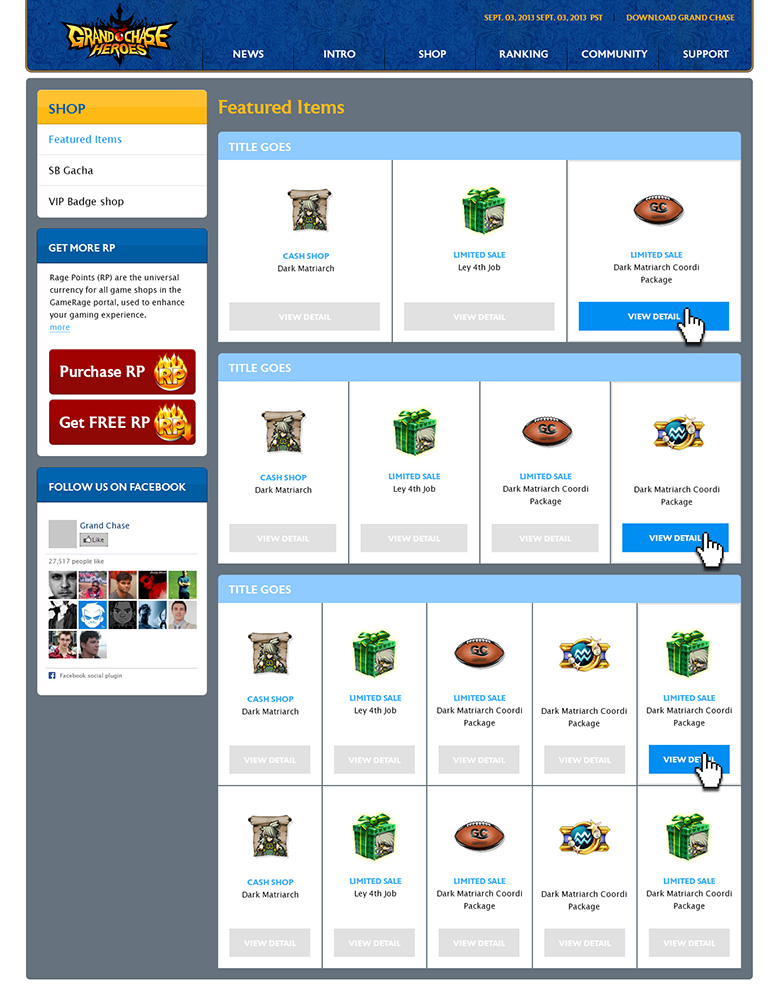 GRAND CHASE
HEROES
SEPT. 03, 2013 SEPT. 03, 2013 PST | DOWNLOAD GRAND CHASE
NEWS INTRO SHOP RANKING COMMUNITY SUPPORT
SHOP
Featured Items
SB Gacha
VIP Badge shop
GET MORE RP
Rage Points (RP) are the universal
currency for all game shops in the
GameRage portal, used to enhance
your gaming experience.
more
Purchase RP RP
Get FREE RP RP
FOLLOW US ON FACEBOOK
Grand Chase
Like
27,517 people like
Facebook social plugin
Featured Items
TITLE GOES
CASH SHOP
Dark Matriarch
VIEW DETAIL
LIMITED SALE
Ley 4th Job
VIEW DETAIL
GC
LIMITED SALE
Dark Matriarch Coordi
Package
VIEW DETAIL
TITLE GOES
CASH SHOP
Dark Matriarch
VIEW DETAIL
LIMITED SALE
Ley 4th Job
VIEW DETAIL
GC
LIMITED SALE
Dark Matriarch Coordi
Package
VIEW DETAIL
Dark Matriarch Coordi
Package
VIEW DETAIL
TITLE GOES
CASH SHOP
Dark Matriarch
VIEW DETAIL
LIMITED SALE
Ley 4th Job
VIEW DETAIL
GC
LIMITED SALE
Dark Matriarch Coordi
Package
VIEW DETAIL
Dark Matriarch Coordi
Package
VIEW DETAIL
LIMITED SALE
Dark Matriarch Coordi
Package
VIEW DE
CASH SHOP
Dark Matriarch
VIEW DETAIL
LIMITED SALE
Ley 4th Job
VIEW DETAIL
GC
LIMITED SALE
Dark Matriarch Coordi
Package
VIEW DETAIL
Dark Matriarch Coordi
Package
VIEW DETAIL
LIMITED SALE
Dark Matriarch Coordi
Package
VIEW DETAIL